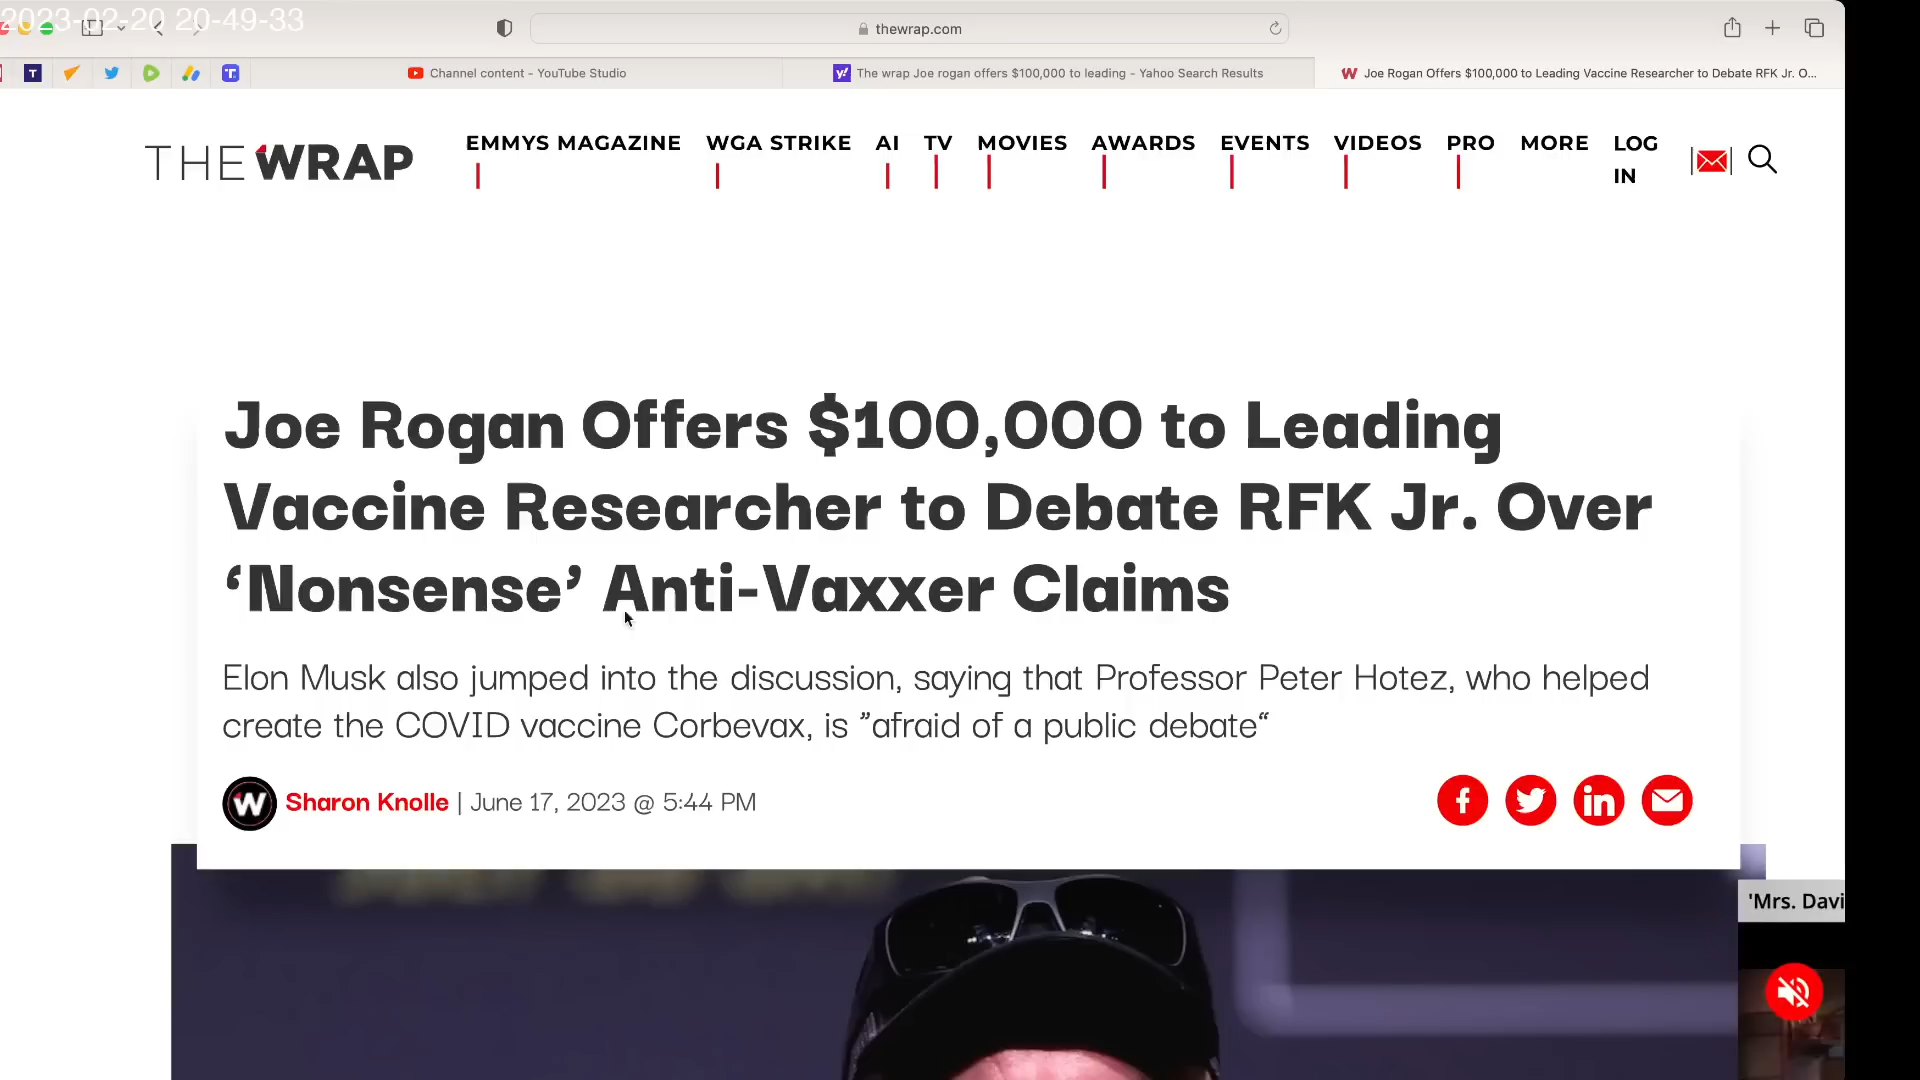 2023-02-20 20-49-33
thewrap.com
Channel content - YouTube Studio
The wrap Joe rogan offers $100,000 to leading - Yahoo Search Results
Joe Rogan Offers $100,000 to Leading Vaccine Researcher to Debate RFK Jr. O...
THE WRAP
EMMYS MAGAZINE WGA STRIKE AI TV MOVIES AWARDS EVENTS VIDEOS PRO MORE LOG IN
Joe Rogan Offers $100,000 to Leading
Vaccine Researcher to Debate RFK Jr. Over
‘Nonsense’ Anti-Vaxxer Claims
Elon Musk also jumped into the discussion, saying that Professor Peter Hotez, who helped
create the COVID vaccine Corbevax, is ”afraid of a public debate“
Sharon Knolle | June 17, 2023 @ 5:44 PM
'Mrs. Davi